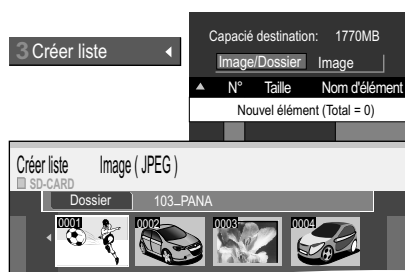 3 Créer liste
Capacié destination: 1770MB
Image/Dossier Image
N° Taille Nom d'élément
Nouvel élément (Total = 0)
Créer liste Image ( JPEG )
SD-CARD
Dossier 103_PANA
0001 0002 0003 0004